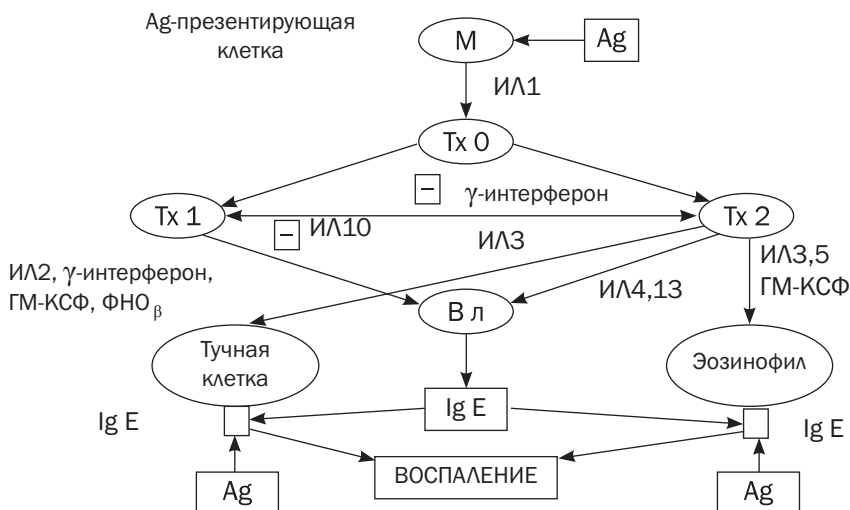 Ag-презентирующая
клетка
М
Ag
ИЛ1
Тх 0
– γ-интерферон
Тх 1
Тх 2
– ИЛ10
ИЛ3
ИЛ2, γ-интерферон,
ГМ-КСФ, ФНОβ
ИЛ3,5
ГМ-КСФ
ИЛ4,13
В л
Тучная
клетка
Эозинофил
Ig E
Ig E
Ig E
Ag
ВОСПАЛЕНИЕ
Ag